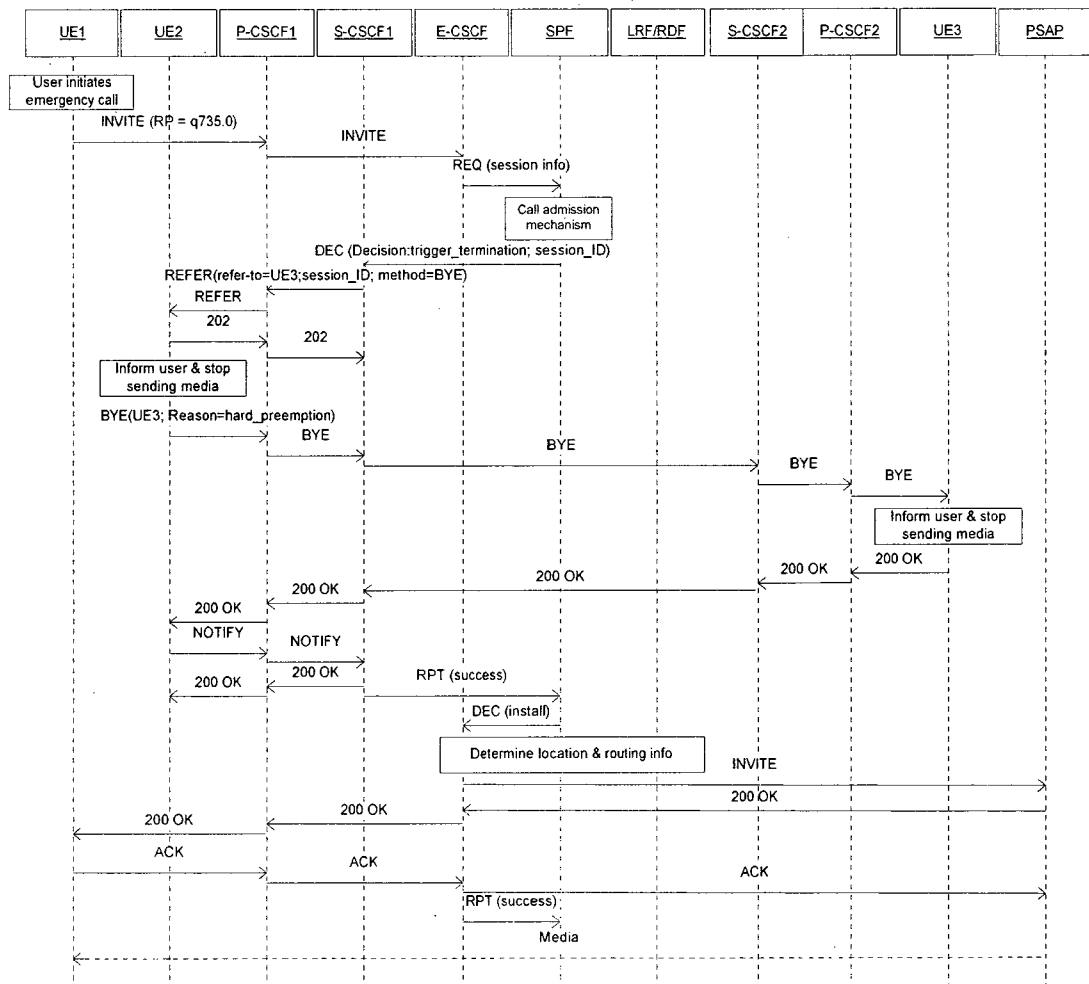 UE1
UE2
P-CSCF1
S-CSCF1
E-CSCF
SPF
LRF/RDF
S-CSCF2
P-CSCF2
UE3
PSAP
User initiates
emergency call
INVITE (RP = q735.0)
INVITE
REQ (session info)
Call admission
mechanism
DEC (Decision:trigger_termination; session_ID)
REFER(refer-to=UE3;session_ID; method=BYE)
REFER
202
202
Inform user & stop
sending media
BYE(UE3; Reason=hard_preemption)
BYE
BYE
BYE
BYE
Inform user & stop
sending media
200 OK
200 OK
200 OK
200 OK
200 OK
NOTIFY
NOTIFY
200 OK
200 OK
RPT (success)
DEC (install)
Determine location & routing info
INVITE
200 OK
200 OK
200 OK
ACK
ACK
ACK
RPT (success)
Media